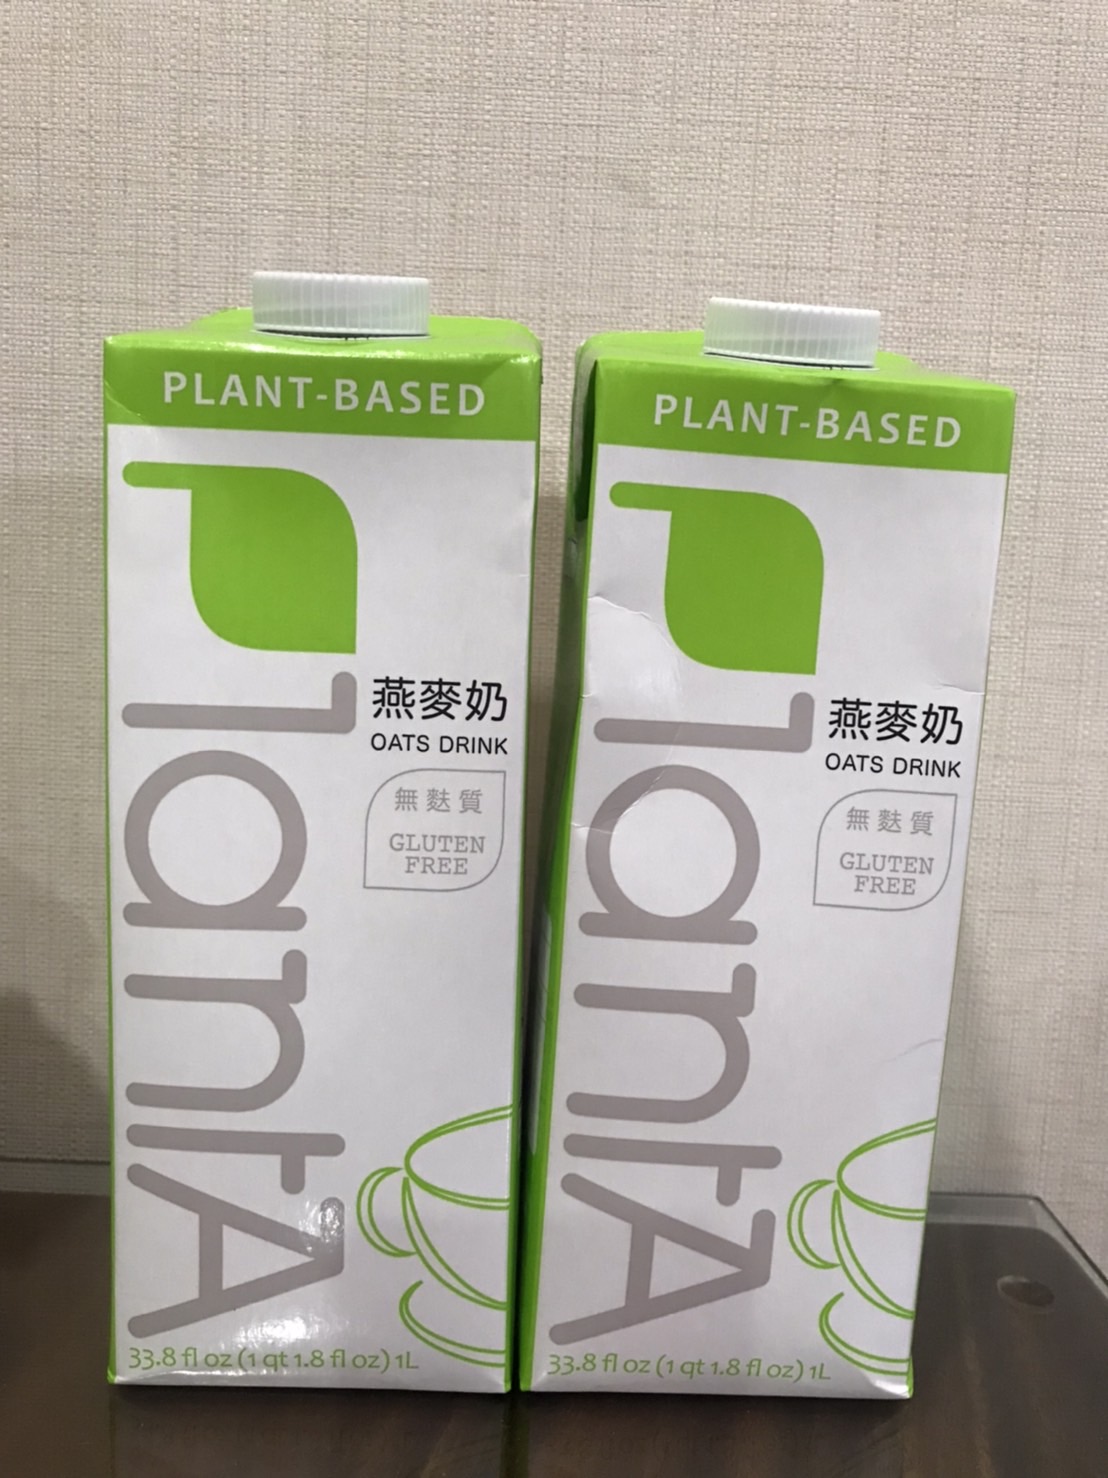 PLANT-BASED
PlantA
燕麥奶
OATS DRINK
無麩質
GLUTEN
FREE
33.8 fl oz (1 qt 1.8 fl oz) 1L
PLANT-BASED
PlantA
燕麥奶
OATS DRINK
無麩質
GLUTEN
FREE
33.8 fl oz (1 qt 1.8 fl oz) 1L